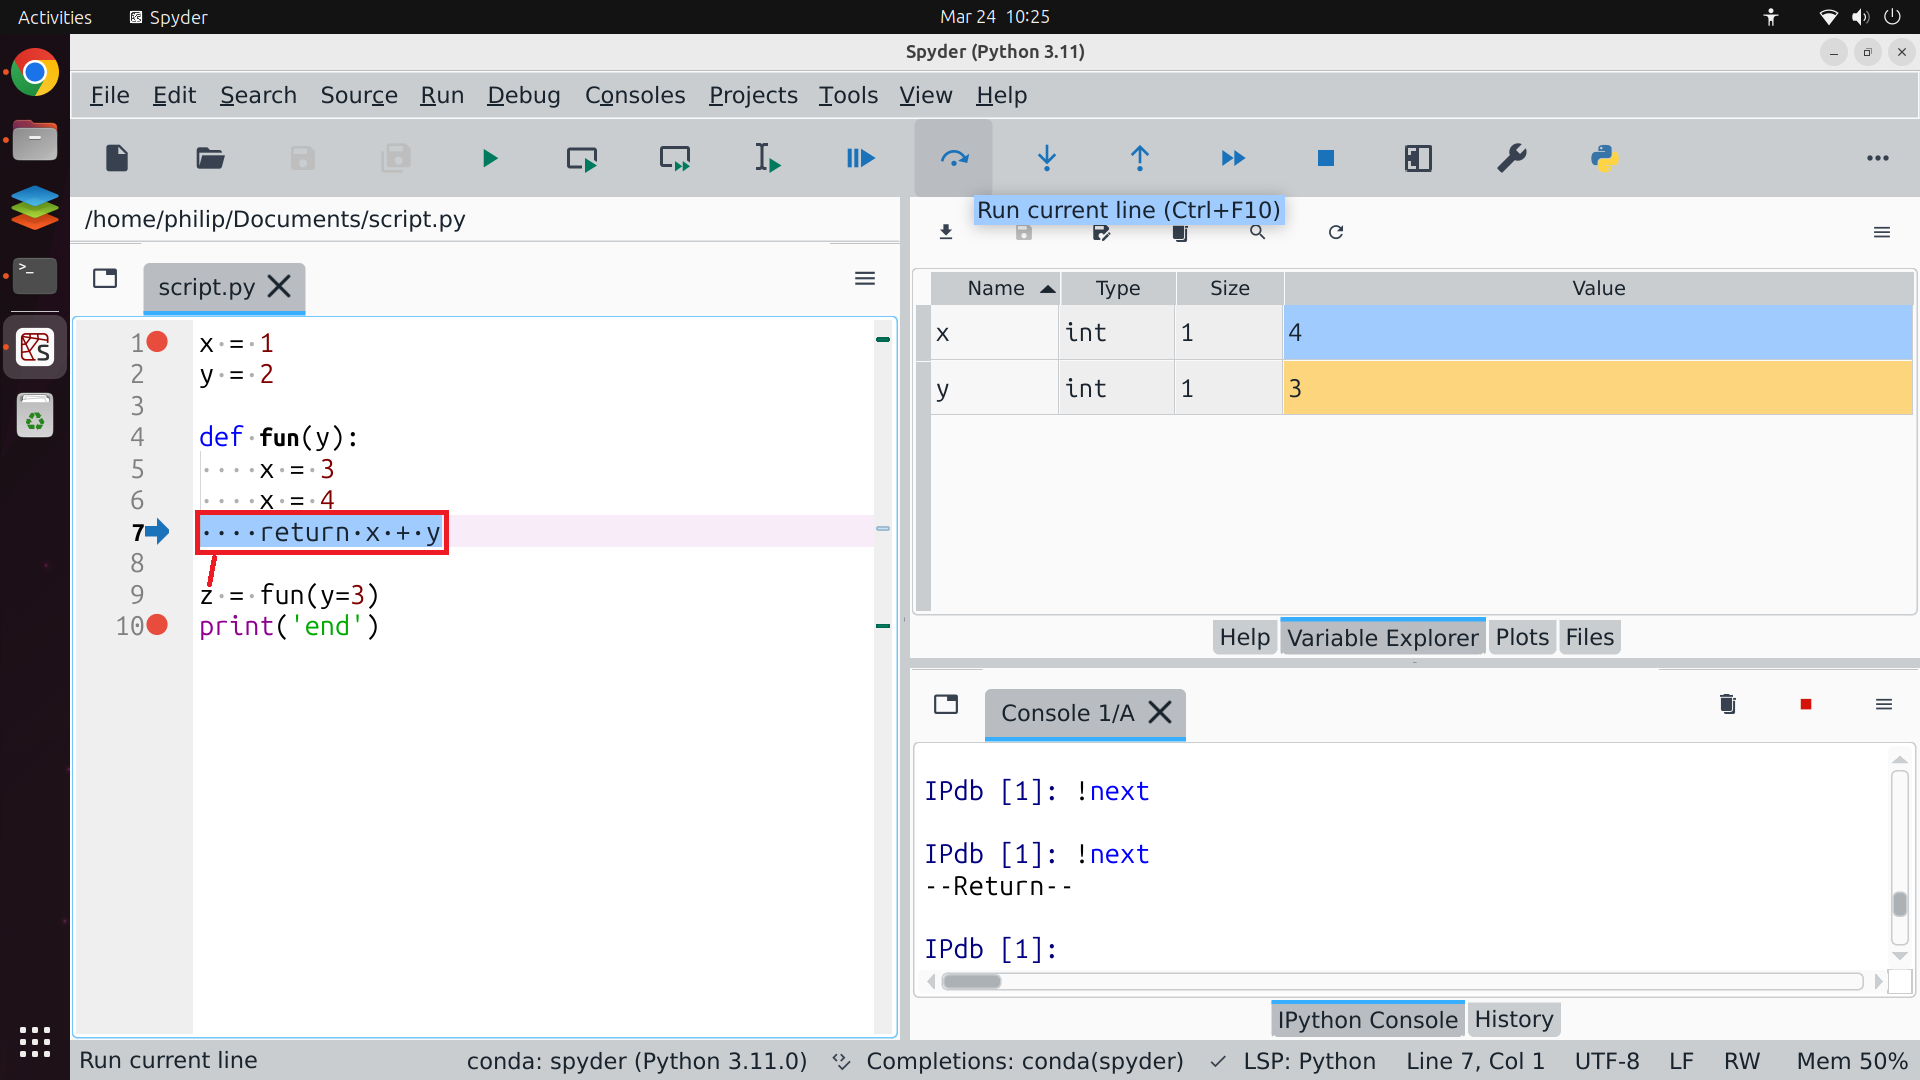 Activities
Spyder
Mar 24 10:25
Spyder (Python 3.11)
File Edit Search Source Run Debug Consoles Projects Tools View Help
Run current line (Ctrl+F10)
/home/philip/Documents/script.py
script.py
1 x = 1
2 y = 2
3
4 def fun(y):
5 x = 3
6 x = 4
7 return x + y
8
9 z = fun(y=3)
10 print('end')
Name Type Size Value
x int 1 4
y int 1 3
Help Variable Explorer Plots Files
Console 1/A
IPdb [1]: !next
IPdb [1]: !next
--Return--
IPdb [1]:
IPython Console History
Run current line conda: spyder (Python 3.11.0) Completions: conda(spyder) LSP: Python Line 7, Col 1 UTF-8 LF RW Mem 50%